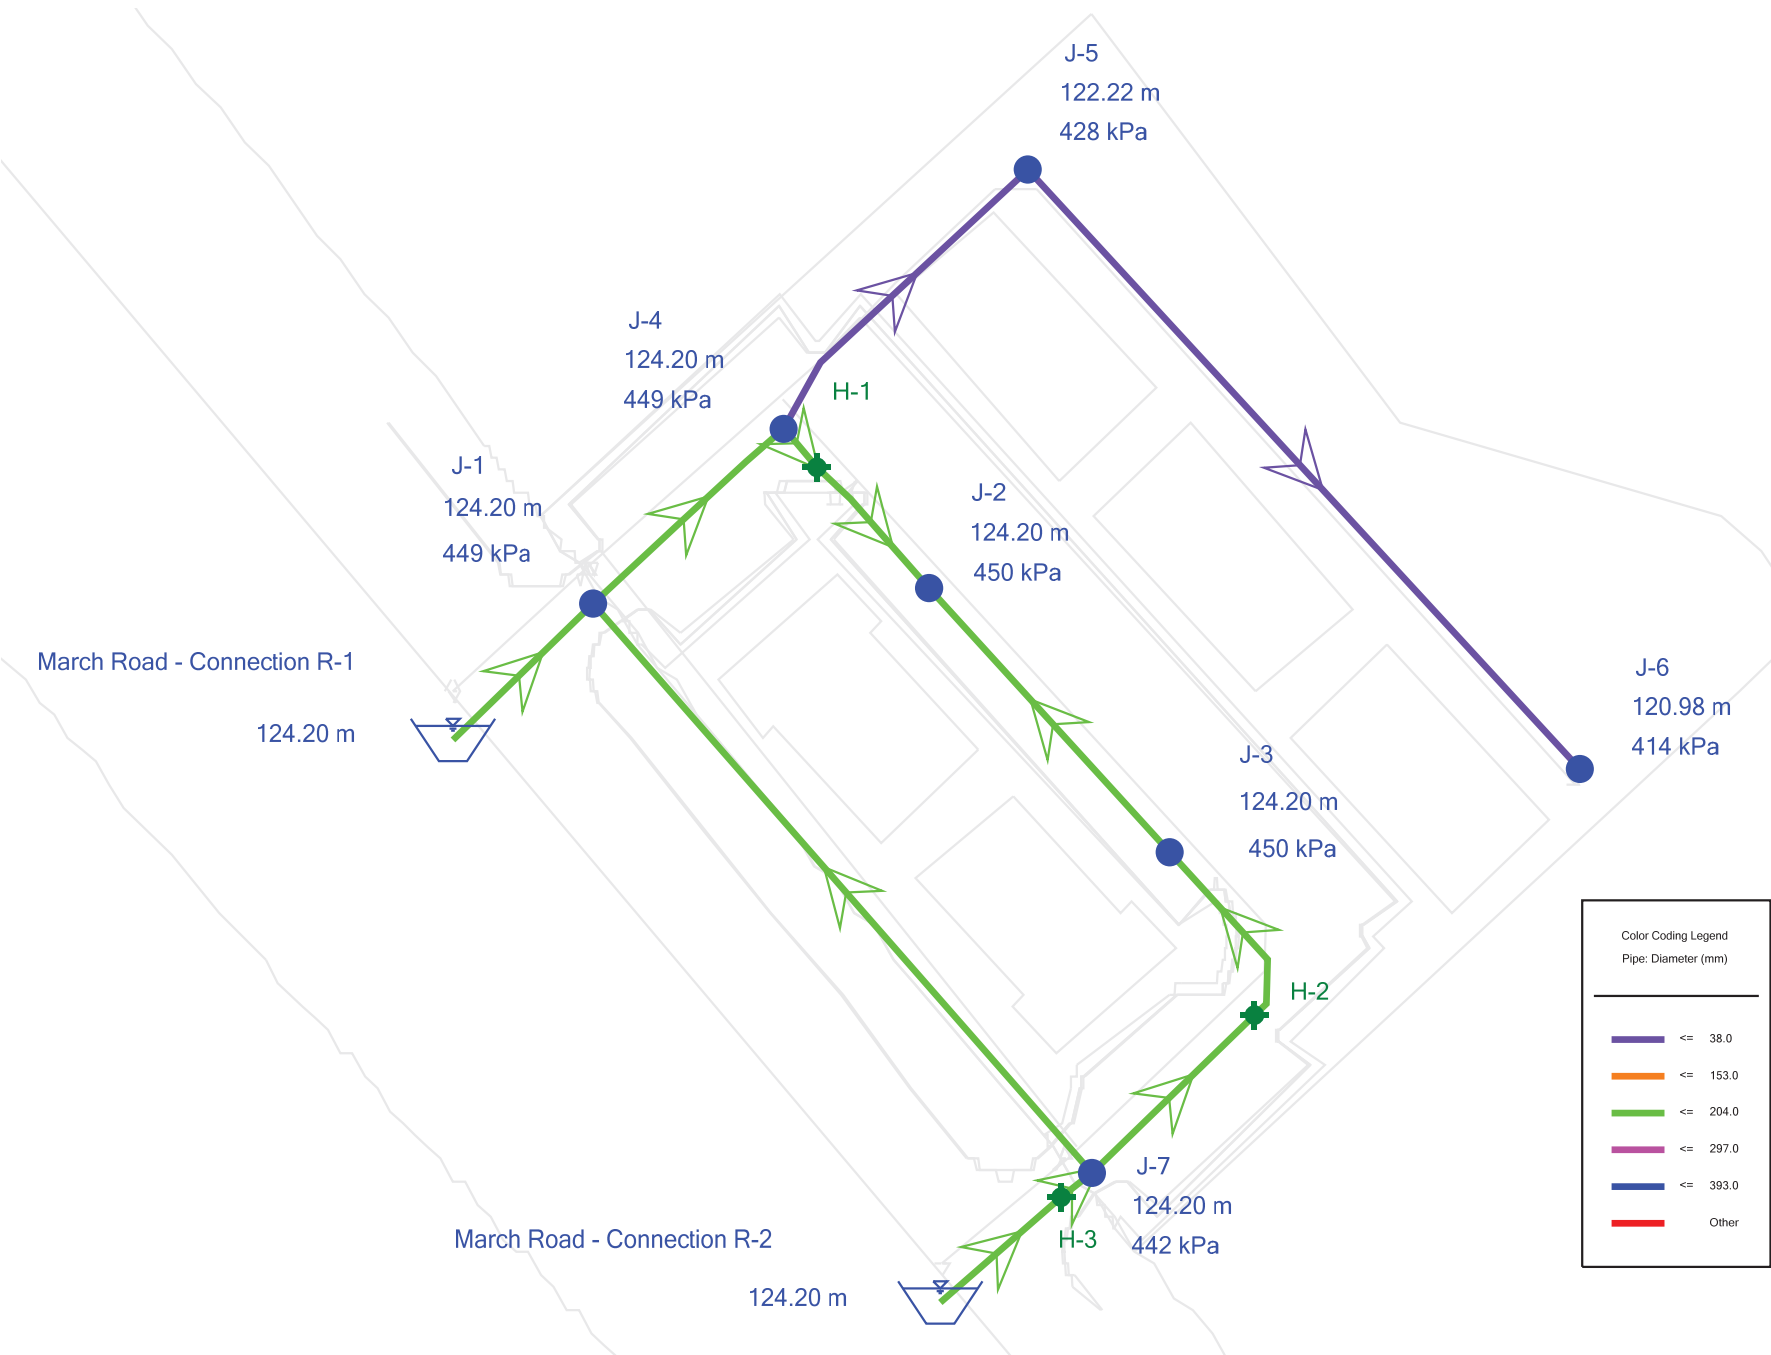 J-5
122.22 m
428 kPa
J-4
124.20 m
449 kPa
H-1
J-1
124.20 m
449 kPa
J-2
124.20 m
450 kPa
March Road - Connection R-1
124.20 m
J-6
120.98 m
414 kPa
J-3
124.20 m
450 kPa
H-2
J-7
124.20 m
442 kPa
H-3
March Road - Connection R-2
124.20 m
Color Coding Legend
Pipe: Diameter (mm)
<= 38.0
<= 153.0
<= 204.0
<= 297.0
<= 393.0
Other